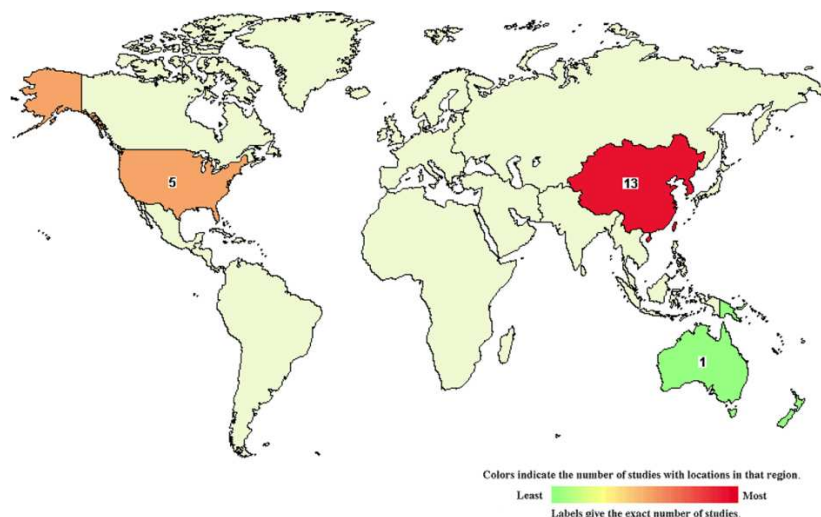 5
13
1
Colors indicate the number of studies with locations in that region.
Least Most
Labels give the exact number of studies.